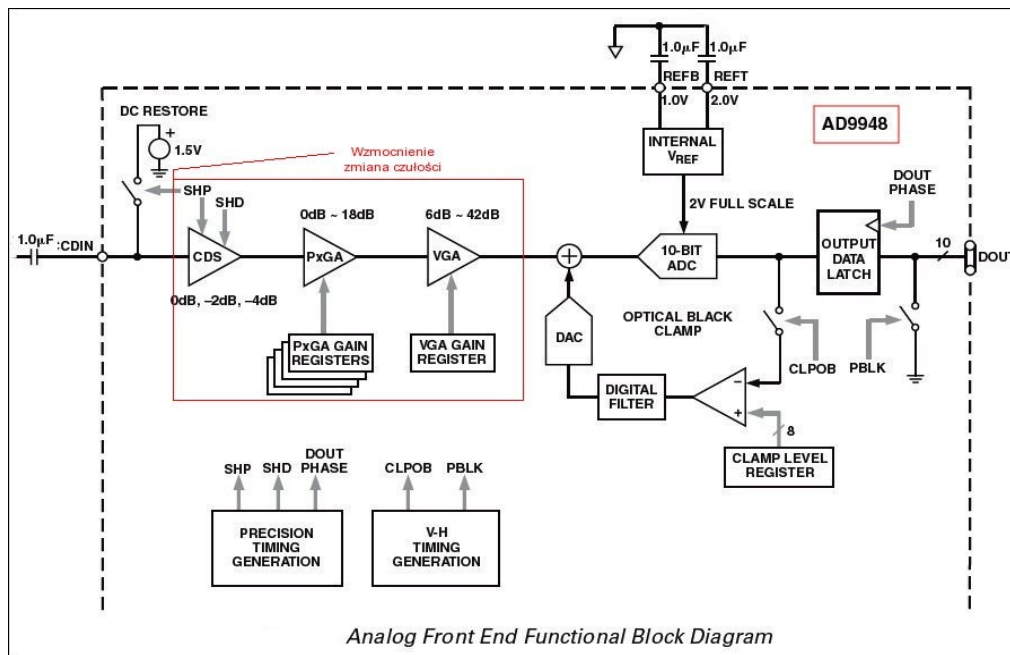 1.0µF
1.0µF
REFB
REFT
1.0V
2.0V
AD9948
DC RESTORE
+
1.5V
Wzmocnienie
zmiana czułości
INTERNAL
VREF
DOUT
PHASE
SHP
SHD
0dB ~ 18dB
6dB ~ 42dB
2V FULL SCALE
1.0µF
:CDIN
CDS
PxGA
VGA
+
10-BIT
ADC
OUTPUT
DATA
LATCH
10
DOUT
0dB, –2dB, –4dB
OPTICAL BLACK
CLAMP
DAC
PxGA GAIN
REGISTERS
VGA GAIN
REGISTER
CLPOB
PBLK
–
+
DIGITAL
FILTER
8
CLAMP LEVEL
REGISTER
SHP
SHD
DOUT
PHASE
CLPOB
PBLK
PRECISION
TIMING
GENERATION
V-H
TIMING
GENERATION
Analog Front End Functional Block Diagram